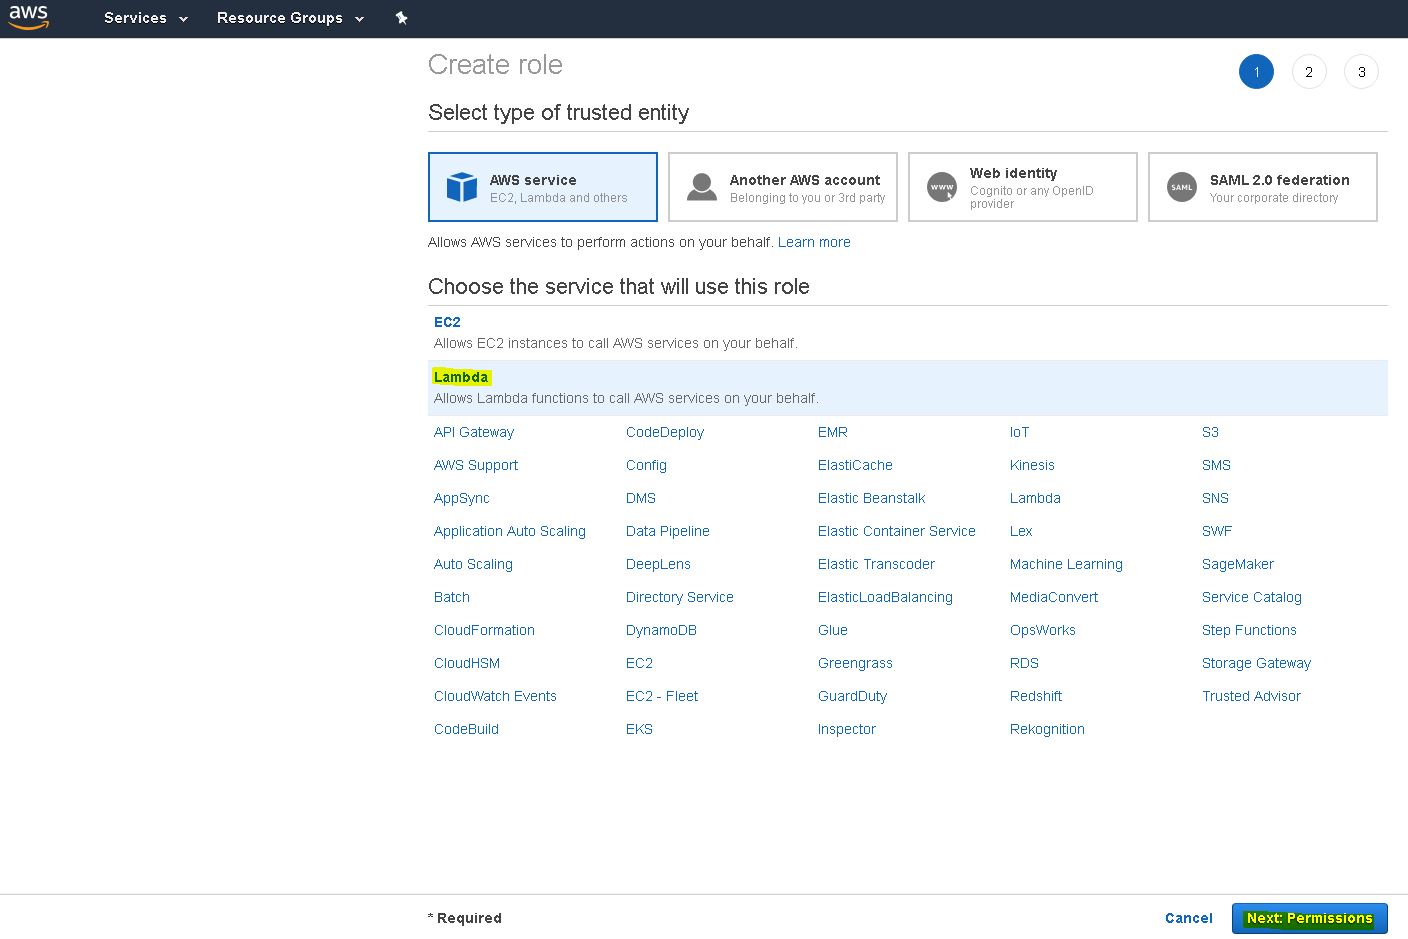 aws Services Resource Groups
Create role
1 2 3
Select type of trusted entity
AWS service
EC2, Lambda and others
Another AWS account
Belonging to you or 3rd party
www
Web identity
Cognito or any OpenID
provider
SAML
SAML 2.0 federation
Your corporate directory
Allows AWS services to perform actions on your behalf. Learn more
Choose the service that will use this role
EC2
Allows EC2 instances to call AWS services on your behalf.
Lambda
Allows Lambda functions to call AWS services on your behalf.
API Gateway CodeDeploy EMR IoT S3
AWS Support Config ElastiCache Kinesis SMS
AppSync DMS Elastic Beanstalk Lambda SNS
Application Auto Scaling Data Pipeline Elastic Container Service Lex SWF
Auto Scaling DeepLens Elastic Transcoder Machine Learning SageMaker
Batch Directory Service ElasticLoadBalancing MediaConvert Service Catalog
CloudFormation DynamoDB Glue OpsWorks Step Functions
CloudHSM EC2 Greengrass RDS Storage Gateway
CloudWatch Events EC2 - Fleet GuardDuty Redshift Trusted Advisor
CodeBuild EKS Inspector Rekognition
* Required Cancel Next: Permissions